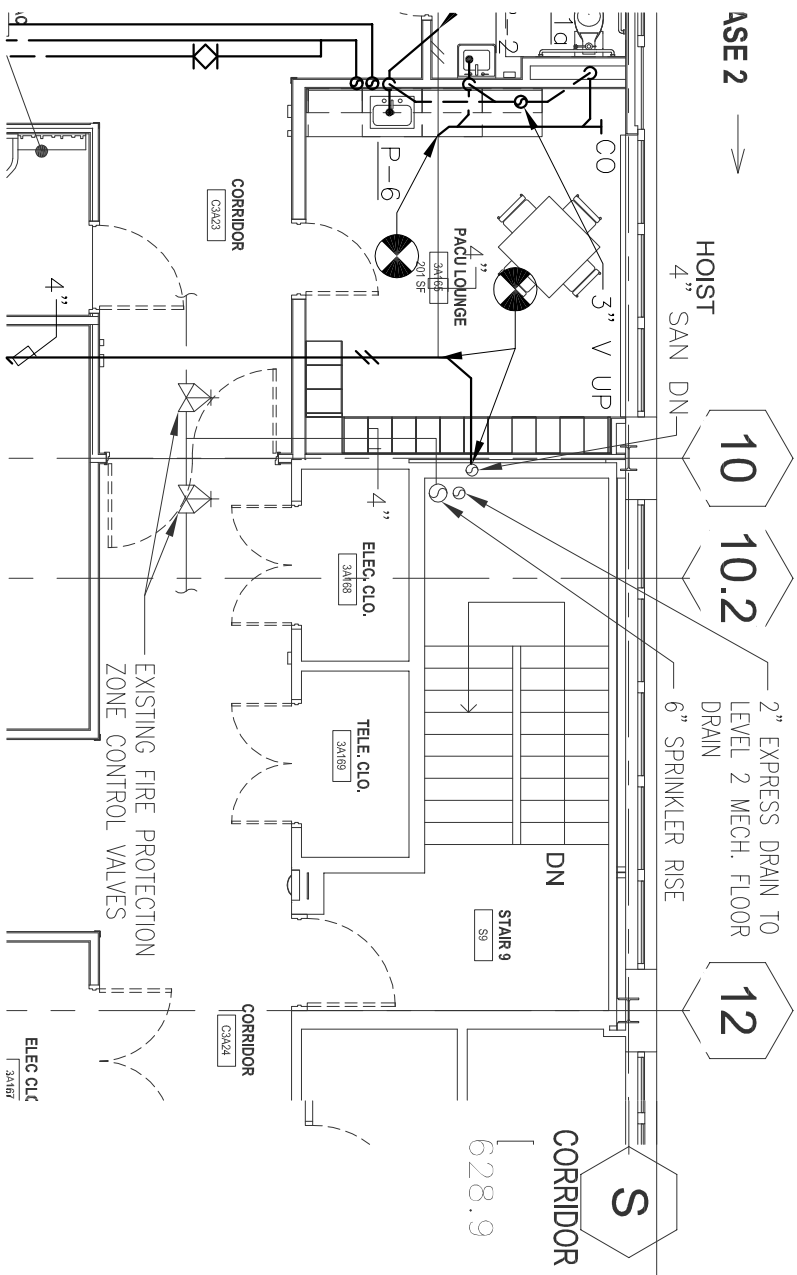 ASE 2
HOIST
4" SAN DN
10
10.2
12
S
2" EXPRESS DRAIN TO
LEVEL 2 MECH. FLOOR
DRAIN
6" SPRINKLER RISE
CO
3" V UP
P-6
PACU LOUNGE
3A165
201 SF
4"
CORRIDOR
C3A23
4"
4"
ELEC. CLO.
3A168
TELE. CLO.
3A169
DN
STAIR 9
S9
EXISTING FIRE PROTECTION
ZONE CONTROL VALVES
CORRIDOR
C3A24
ELEC CLO
3A167
CORRIDOR
628.9